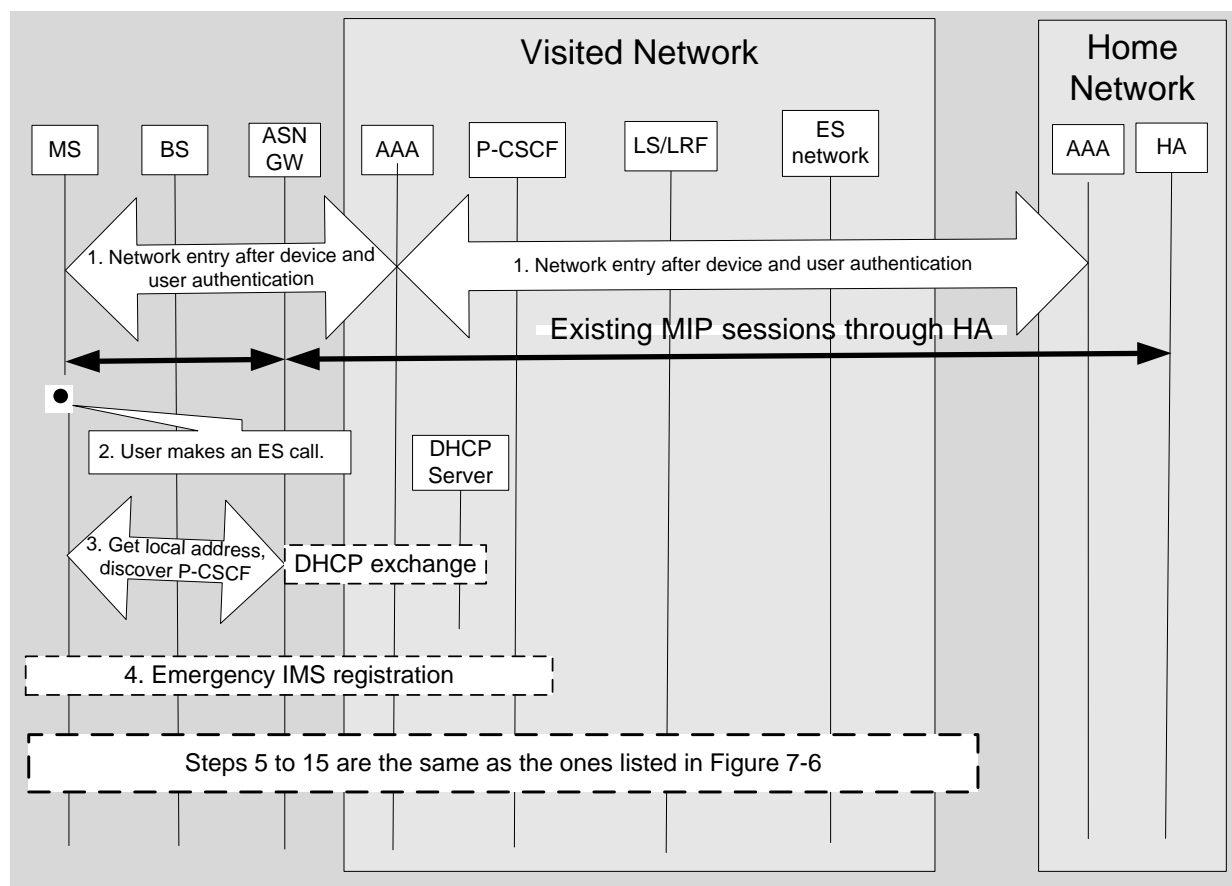 Visited Network
Home
Network
MS
BS
ASN
GW
AAA
P-CSCF
LS/LRF
ES
network
AAA
HA
1. Network entry after device and
user authentication
1. Network entry after device and user authentication
Existing MIP sessions through HA
2. User makes an ES call.
DHCP
Server
3. Get local address,
discover P-CSCF
DHCP exchange
4. Emergency IMS registration
Steps 5 to 15 are the same as the ones listed in Figure 7-6